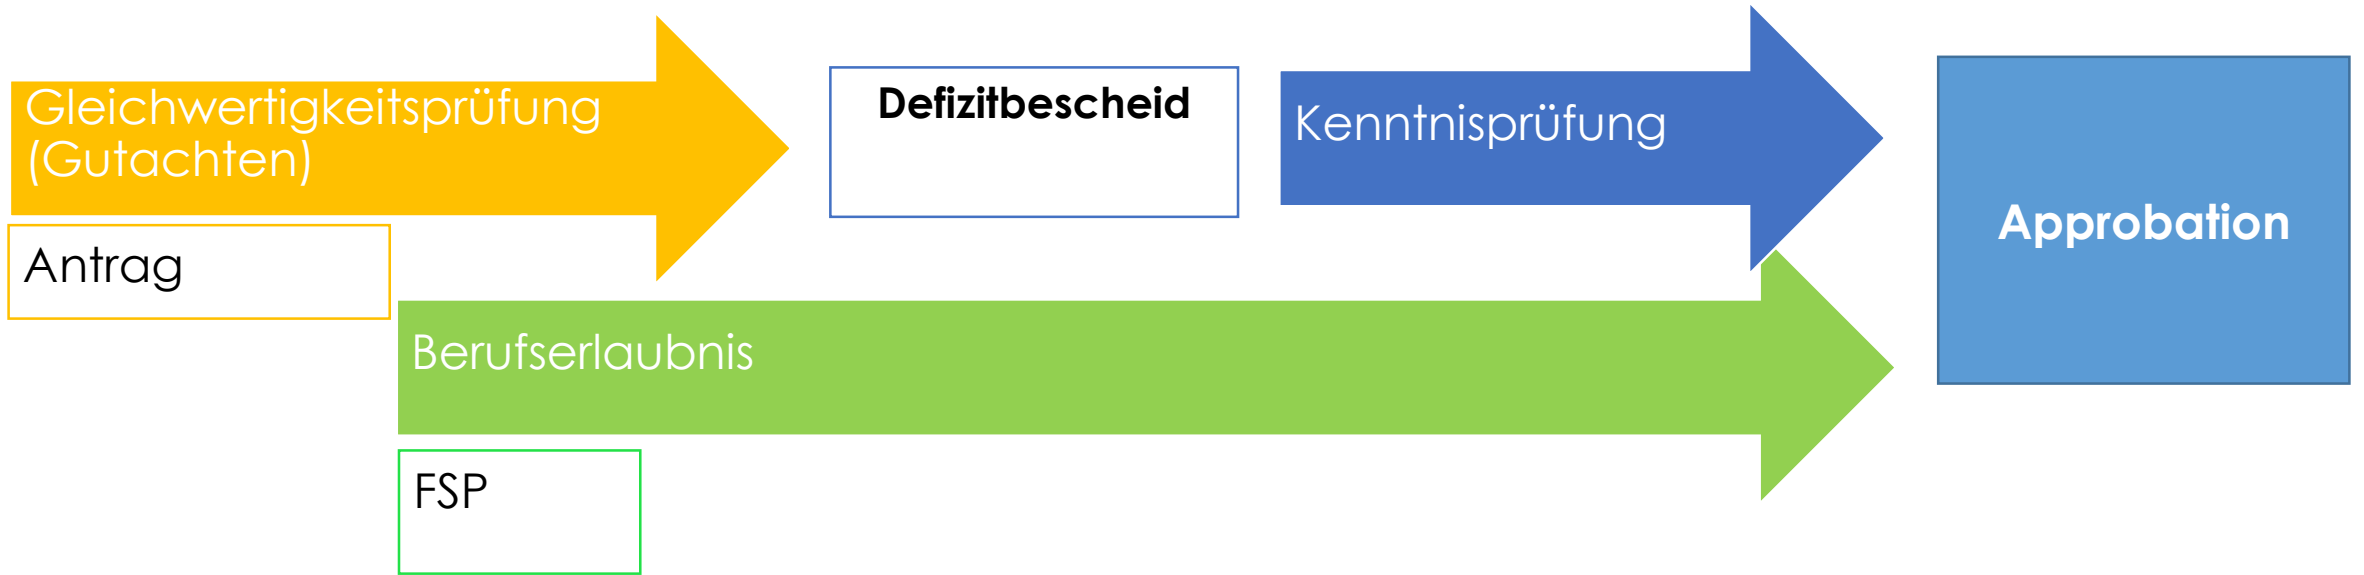 Gleichwertigkeitsprüfung
(Gutachten)
Defizitbescheid
Kenntnisprüfung
Approbation
Antrag
Berufserlaubnis
FSP